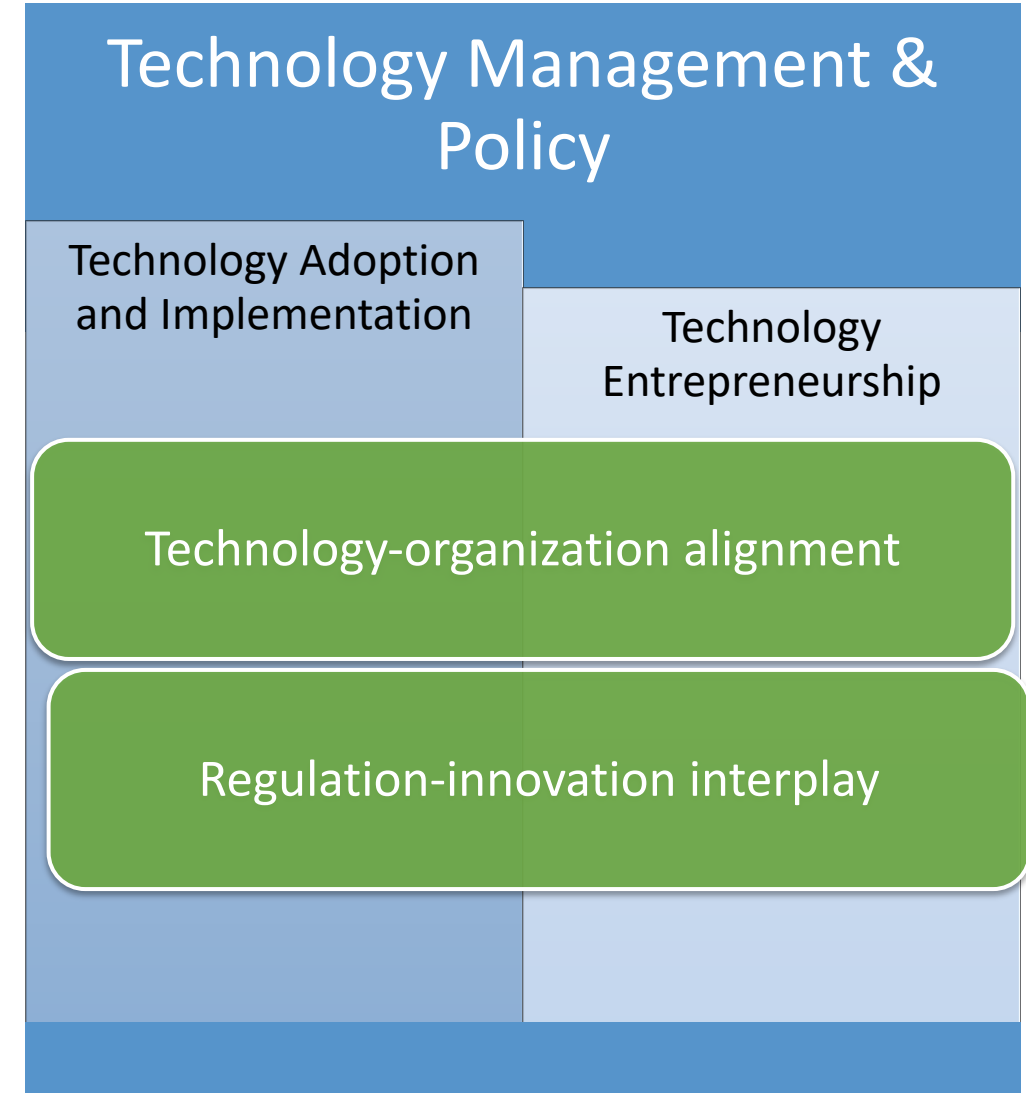 Technology Management &
Policy
Technology Adoption
and Implementation
Technology
Entrepreneurship
Technology-organization alignment
Regulation-innovation interplay